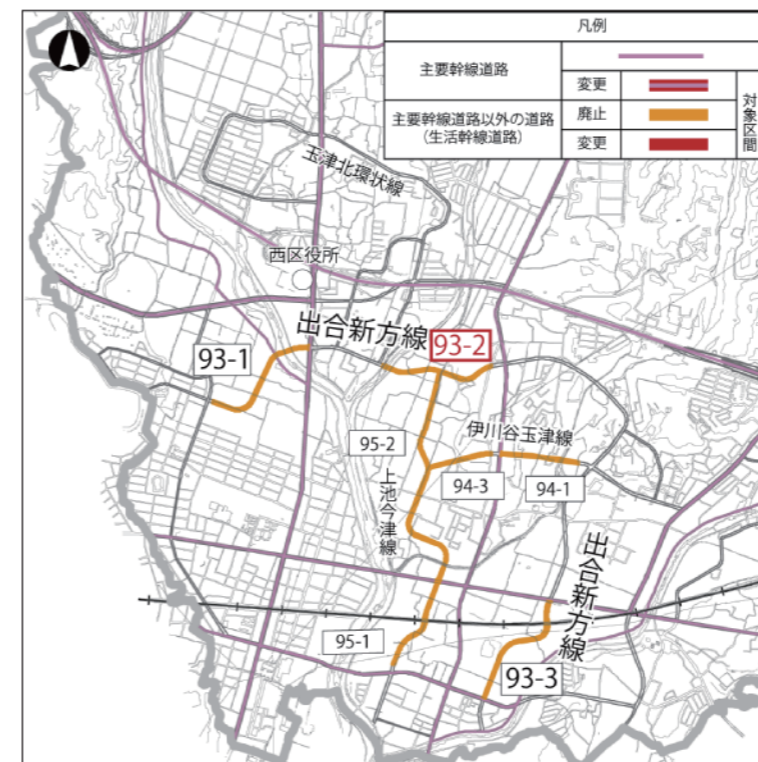 凡例
主要幹線道路
変更
主要幹線道路以外の道路
(生活幹線道路)
廃止
変更
対象区間
玉津北環状線
西区役所
出合新方線
93-2
93-1
伊川谷玉津線
95-2
94-3
94-1
上池今津線
出合新方線
95-1
93-3